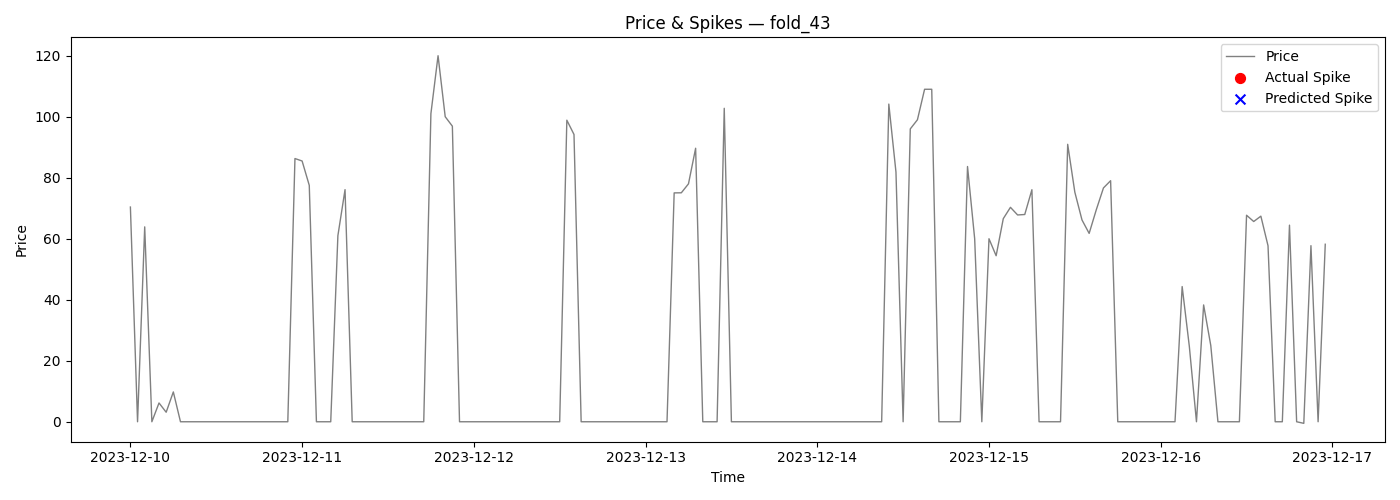 Price & Spikes — fold_43
Price
Actual Spike
Predicted Spike
120
100
80
60
40
20
0
Price
2023-12-10
2023-12-11
2023-12-12
2023-12-13
2023-12-14
2023-12-15
2023-12-16
2023-12-17
Time